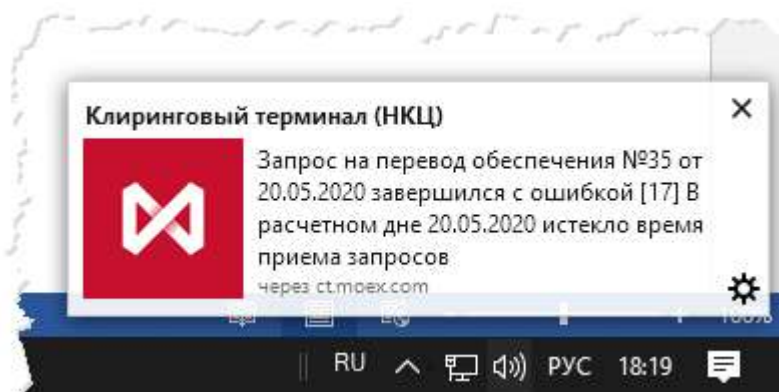 Клиринговый терминал (НКЦ)
Запрос на перевод обеспечения №35 от
20.05.2020 завершился с ошибкой [17] В
расчетном дне 20.05.2020 истекло время
приема запросов
через ct.moex.com
RU РУС 18:19